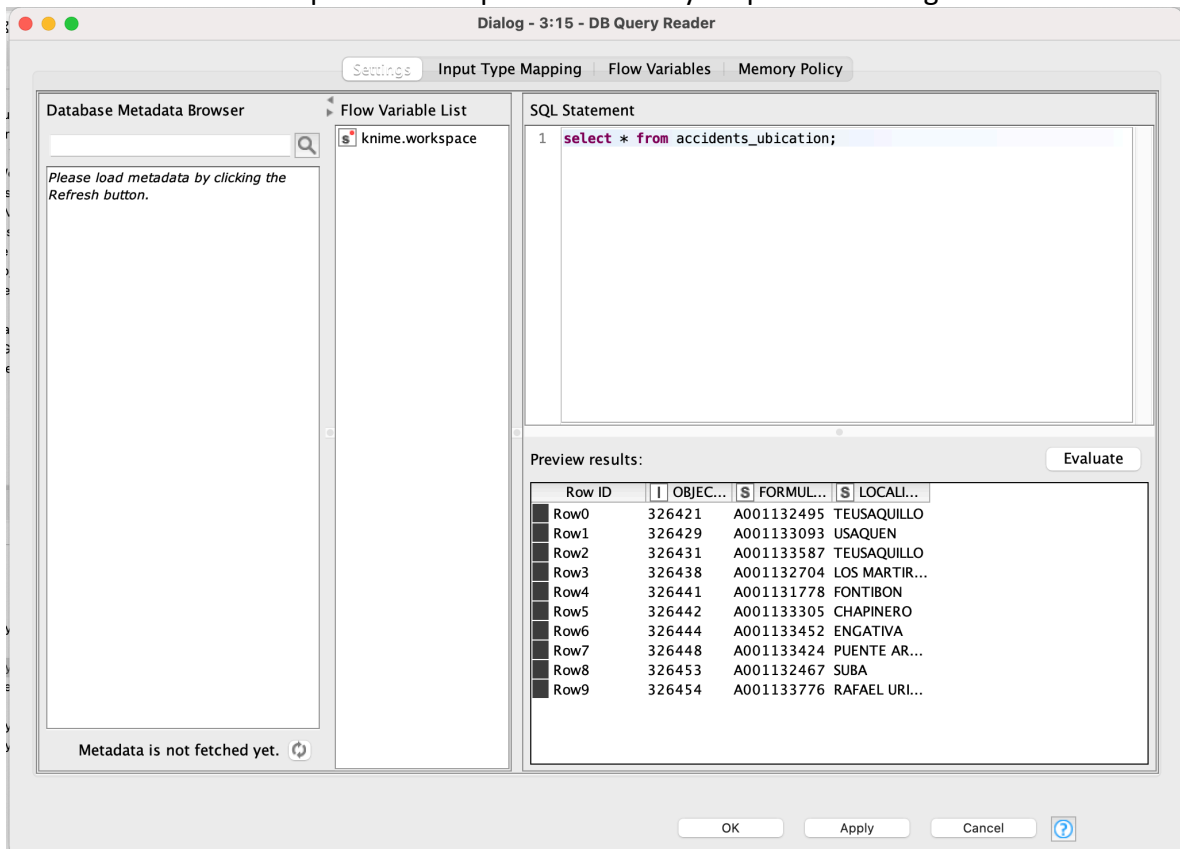 Dialog - 3:15 - DB Query Reader
Settings Input Type Mapping Flow Variables Memory Policy
Database Metadata Browser
Please load metadata by clicking the
Refresh button.
Metadata is not fetched yet.
Flow Variable List
s knime.workspace
SQL Statement
1 select * from accidents_ubication;
Preview results:
Evaluate
Row ID I OBJEC... S FORMUL... S LOCALI...
Row0 326421 A001132495 TEUSAQUILLO
Row1 326429 A001133093 USAQUEN
Row2 326431 A001133587 TEUSAQUILLO
Row3 326438 A001132704 LOS MARTIR...
Row4 326441 A001131778 FONTIBON
Row5 326442 A001133305 CHAPINERO
Row6 326444 A001133452 ENGATIVA
Row7 326448 A001133424 PUENTE AR...
Row8 326453 A001132467 SUBA
Row9 326454 A001133776 RAFAEL URI...
OK Apply Cancel ?